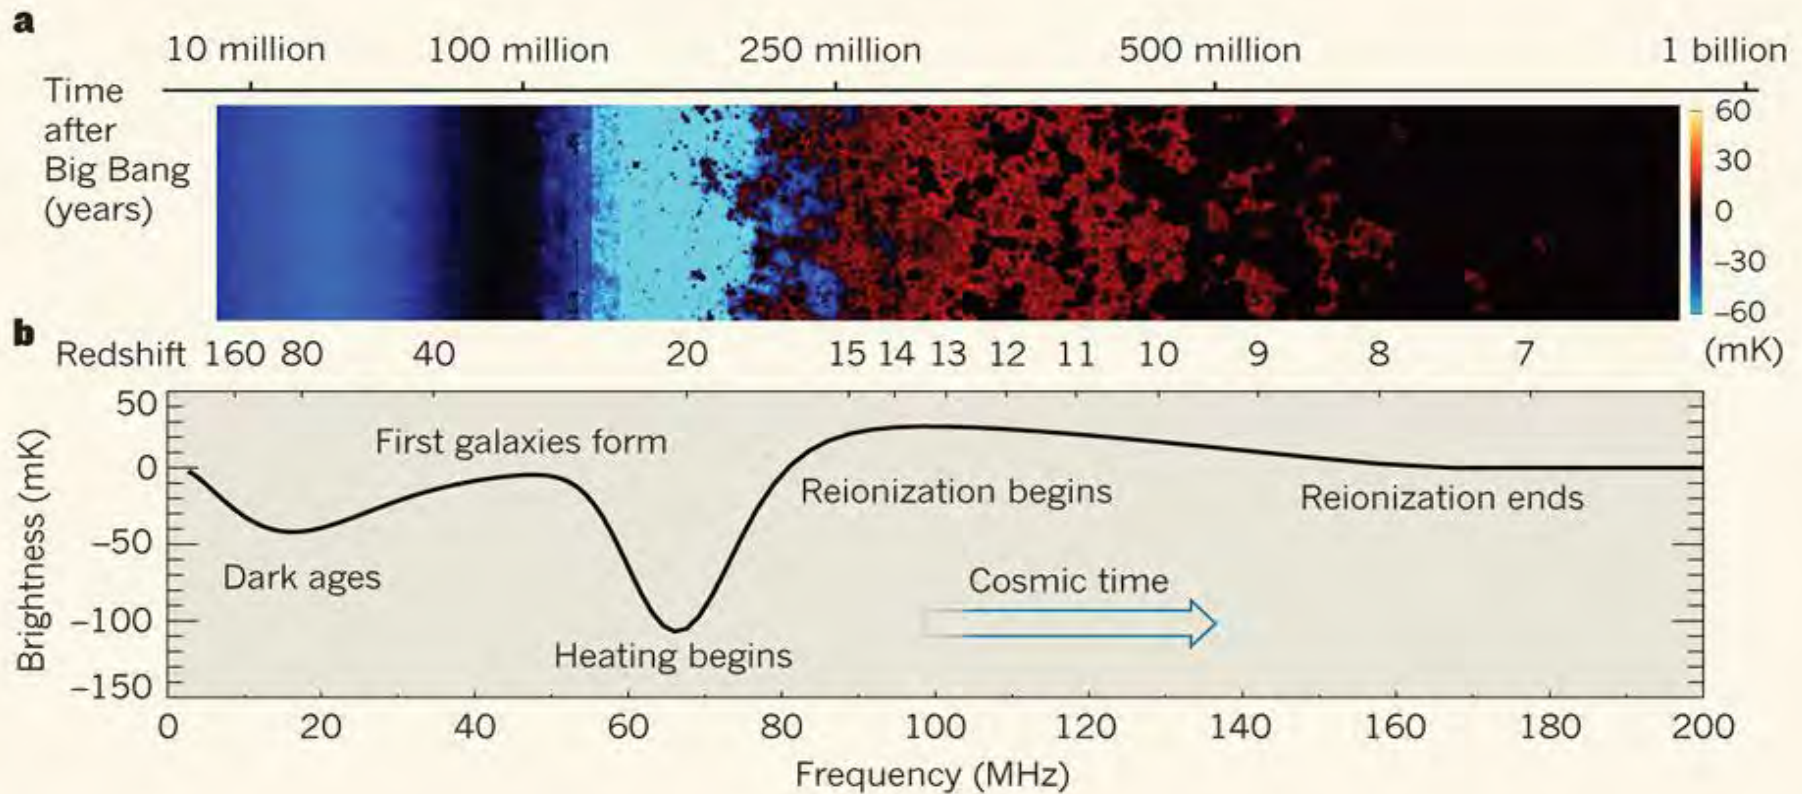 a
10 million 100 million 250 million 500 million 1 billion
Time
after
Big Bang
(years)
60
30
0
–30
–60
(mK)
b
Redshift 160 80 40 20 15 14 13 12 11 10 9 8 7
Brightness (mK)
50
0
–50
–100
–150
First galaxies form
Reionization begins
Reionization ends
Dark ages
Cosmic time
Heating begins
0 20 40 60 80 100 120 140 160 180 200
Frequency (MHz)